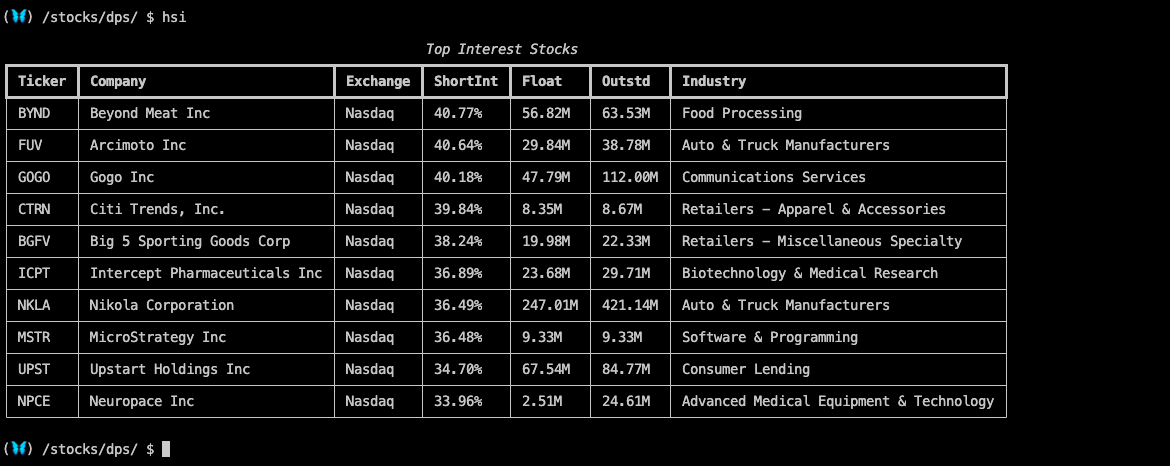 (🦋) /stocks/dps/ $ hsi
Top Interest Stocks
Ticker Company Exchange ShortInt Float Outstd Industry
BYND Beyond Meat Inc Nasdaq 40.77% 56.82M 63.53M Food Processing
FUV Arcimoto Inc Nasdaq 40.64% 29.84M 38.78M Auto & Truck Manufacturers
GOGO Gogo Inc Nasdaq 40.18% 47.79M 112.00M Communications Services
CTRN Citi Trends, Inc. Nasdaq 39.84% 8.35M 8.67M Retailers - Apparel & Accessories
BGFV Big 5 Sporting Goods Corp Nasdaq 38.24% 19.98M 22.33M Retailers - Miscellaneous Specialty
ICPT Intercept Pharmaceuticals Inc Nasdaq 36.89% 23.68M 29.71M Biotechnology & Medical Research
NKLA Nikola Corporation Nasdaq 36.49% 247.01M 421.14M Auto & Truck Manufacturers
MSTR MicroStrategy Inc Nasdaq 36.48% 9.33M 9.33M Software & Programming
UPST Upstart Holdings Inc Nasdaq 34.70% 67.54M 84.77M Consumer Lending
NPCE Neuropace Inc Nasdaq 33.96% 2.51M 24.61M Advanced Medical Equipment & Technology
(🦋) /stocks/dps/ $